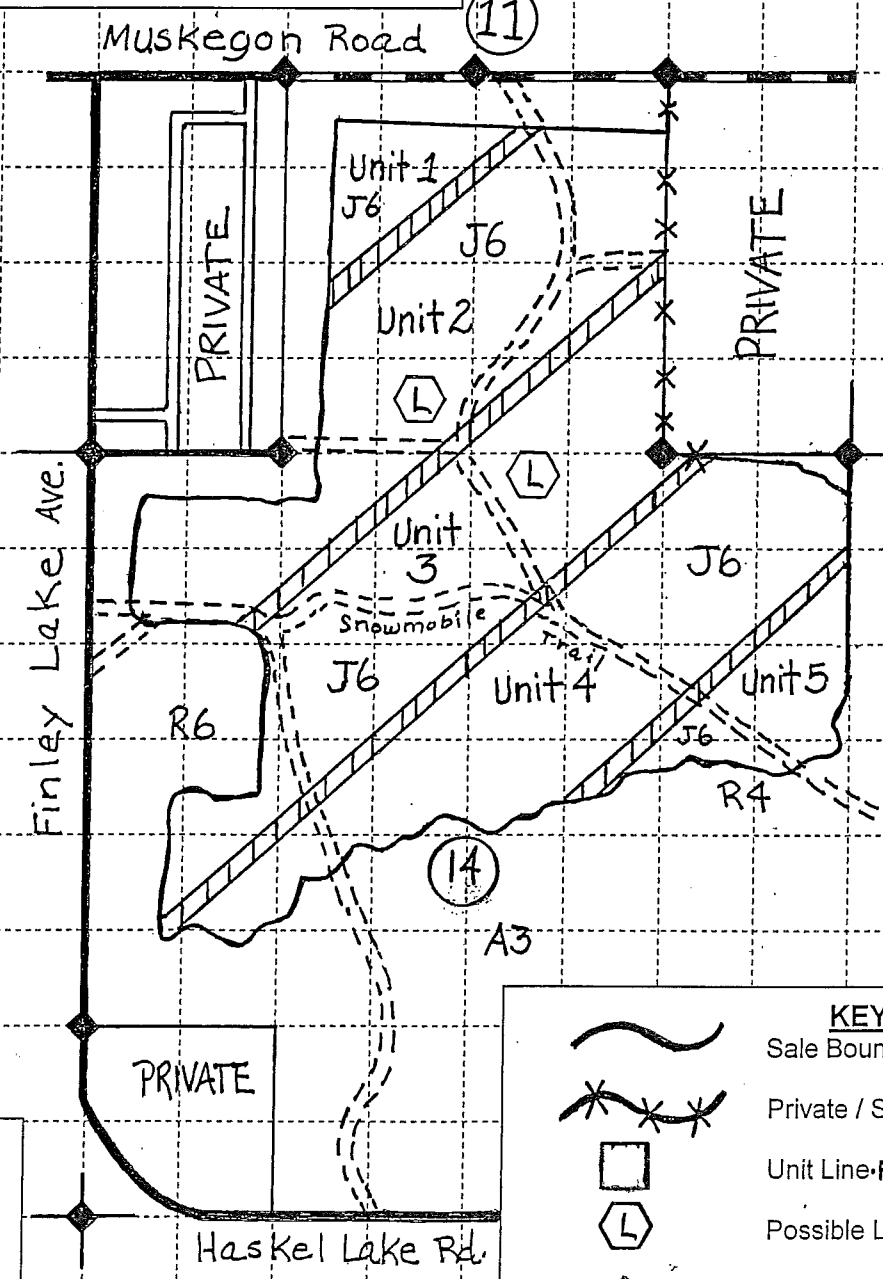 11
Muskegon Road
Unit 1
J6
J6
PRIVATE
PRIVATE
Unit 2
L
L
Finley Lake Ave.
Unit
3
J6
Snowmobile
Trail
J6
Unit 4
Unit 5
R6
J6
R4
14
A3
PRIVATE
Haskel Lake Rd.
KEY
Sale Boun
Private / S
Unit Line·
L
Possible L